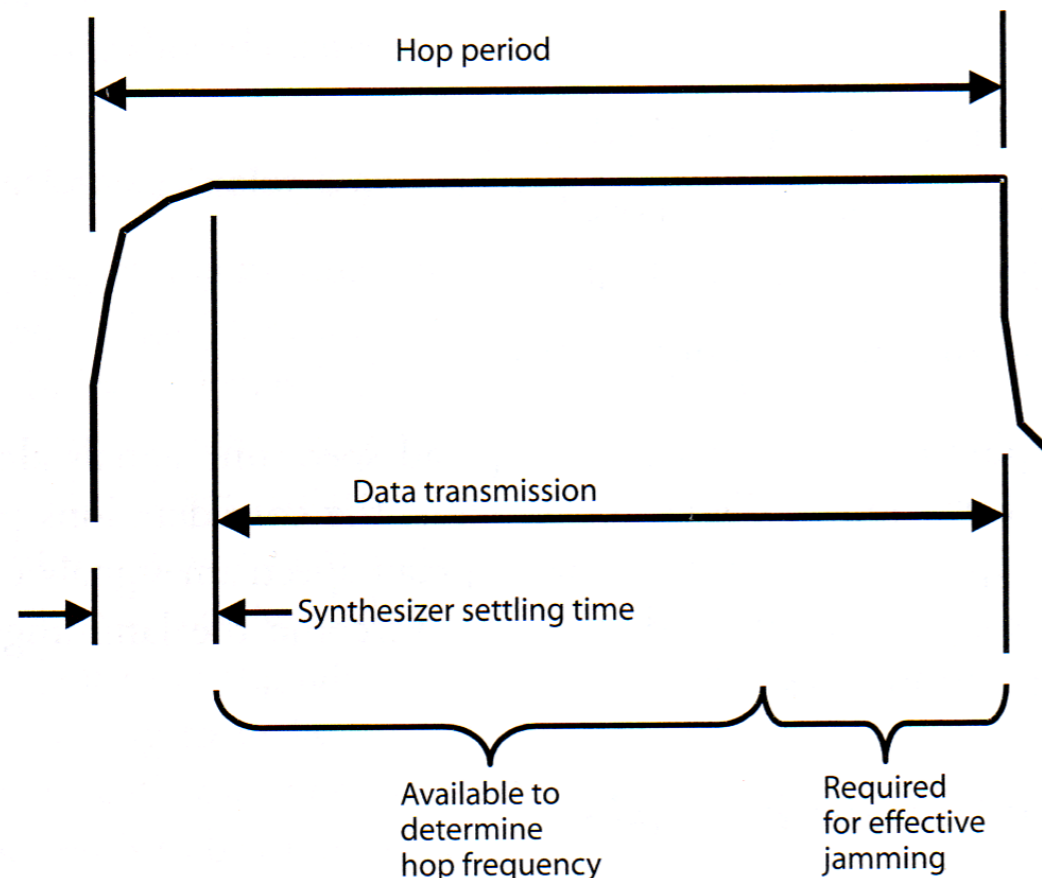 Hop period
Data transmission
Synthesizer settling time
Available to
determine
hop frequency
Required
for effective
jamming